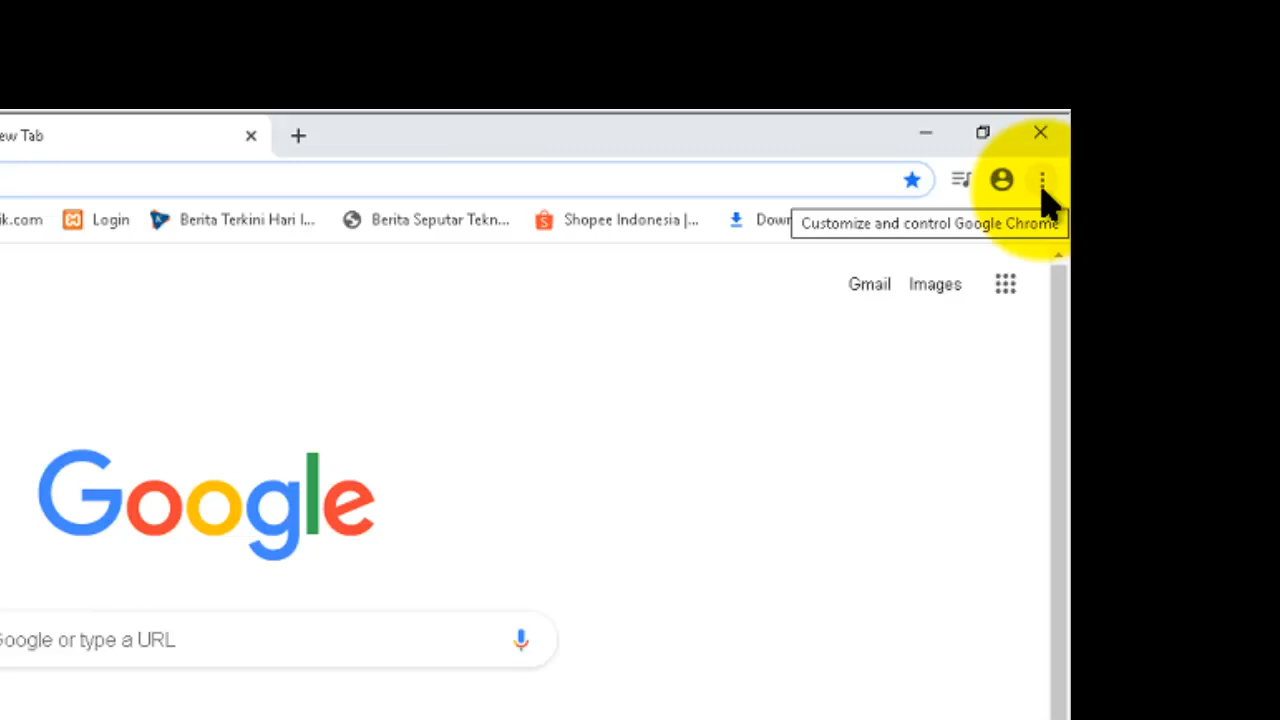 ew Tab
ik.com Login Berita Terkini Hari I... Berita Seputar Tekn... Shopee Indonesia |... Dow
Customize and control Google Chrome
Gmail Images
Google
Google or type a URL